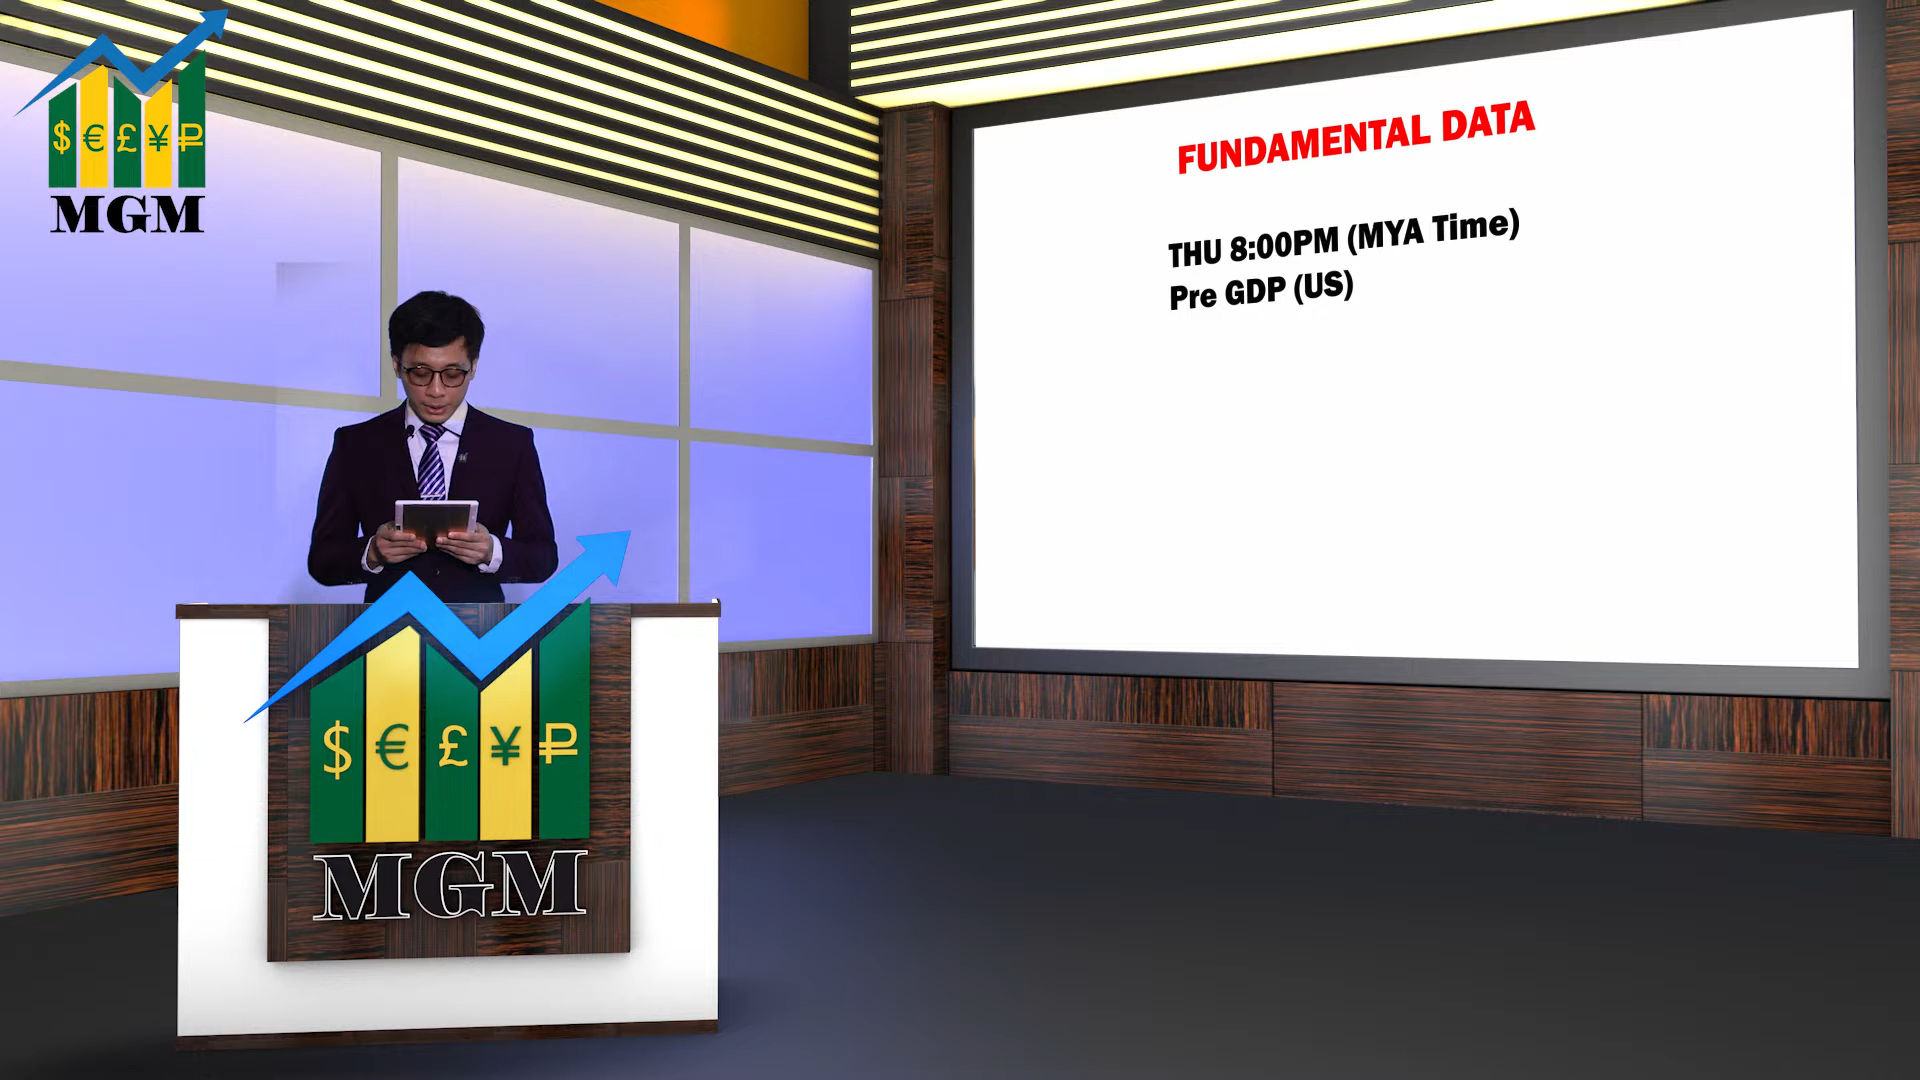 $ € £ ¥ ₽
MGM
FUNDAMENTAL DATA
THU 8:00PM (MYA Time)
Pre GDP (US)
$ € £ ¥ ₽
MGM